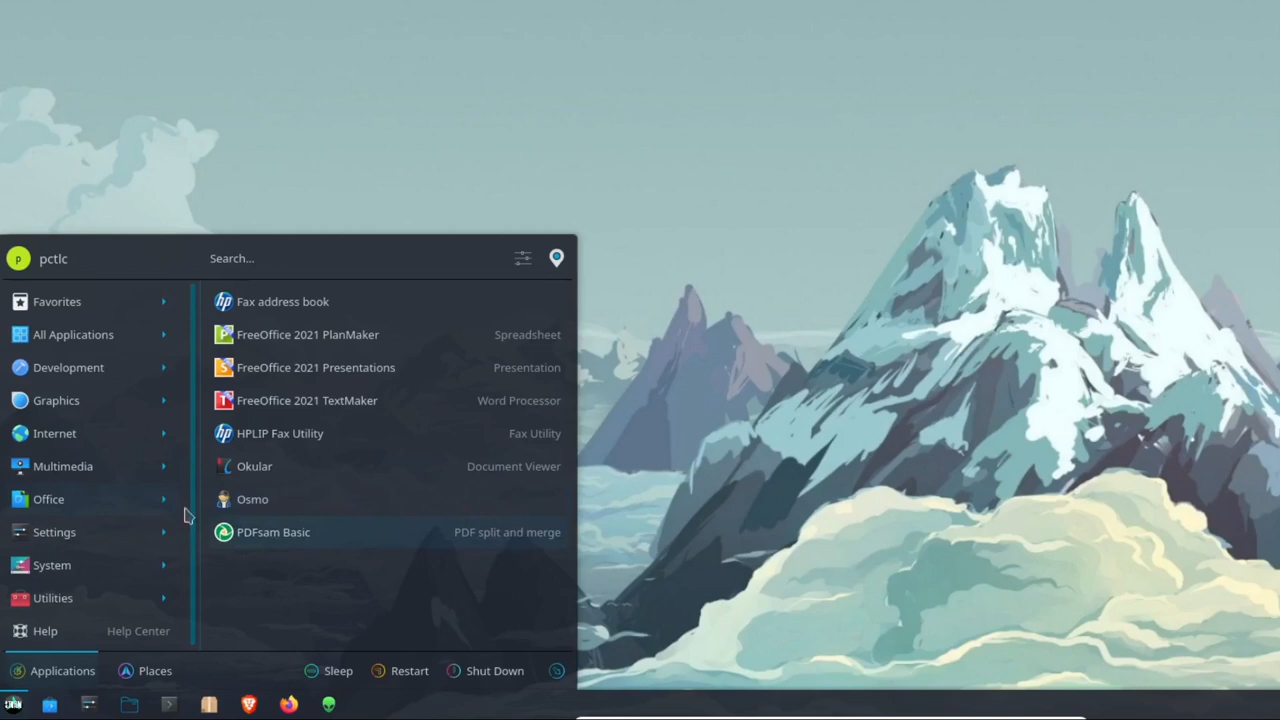 p pctlc Search...
Favorites
All Applications
Development
Graphics
Internet
Multimedia
Office
Settings
System
Utilities
Help Help Center
hp Fax address book
P FreeOffice 2021 PlanMaker Spreadsheet
S FreeOffice 2021 Presentations Presentation
T FreeOffice 2021 TextMaker Word Processor
hp HPLIP Fax Utility Fax Utility
Okular Document Viewer
Osmo
PDFsam Basic PDF split and merge
Applications Places Sleep Restart Shut Down